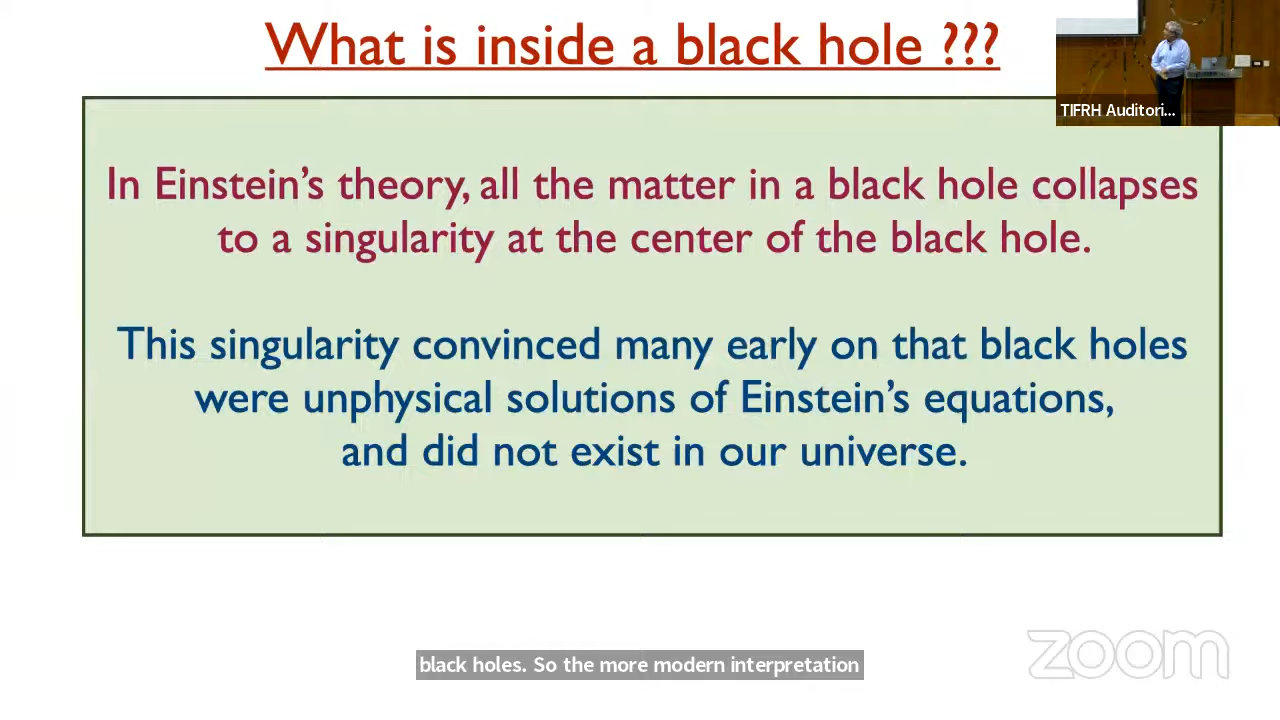 What is inside a black hole ???
TIFRH Auditori...
In Einstein's theory, all the matter in a black hole collapses
to a singularity at the center of the black hole.
This singularity convinced many early on that black holes
were unphysical solutions of Einstein's equations,
and did not exist in our universe.
black holes. So the more modern interpretation
zoom